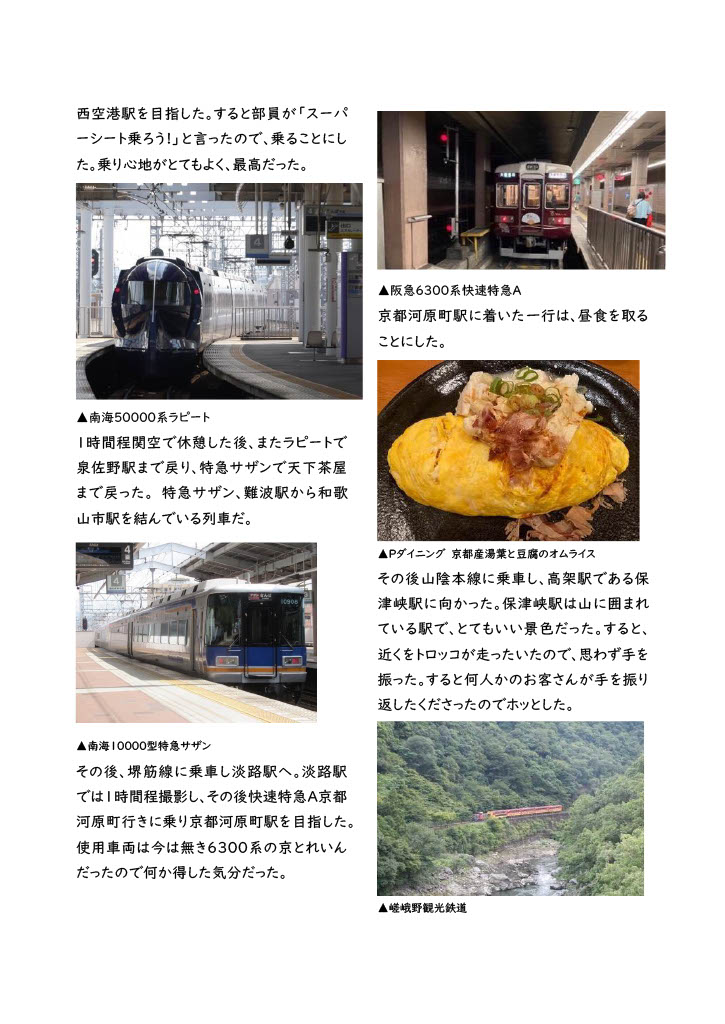 西空港駅を目指した。すると部員が「スーパ
ーシート乗ろう!」と言ったので、乗ることにし
た。乗り心地がとてもよく、最高だった。
4
▲南海50000系ラピート
1時間程関空で休憩した後、またラピートで
泉佐野駅まで戻り、特急サザンで天下茶屋
まで戻った。 特急サザン、難波駅から和歌
山市駅を結んでいる列車だ。
4
4
10908
▲南海10000型特急サザン
その後、堺筋線に乗車し淡路駅へ。淡路駅
では1時間程撮影し、その後快速特急A京都
河原町行きに乗り京都河原町駅を目指した。
使用車両は今は無き6300系の京とれいん
だったので何か得した気分だった。
▲阪急6300系快速特急A
京都河原町駅に着いた一行は、昼食を取る
ことにした。
▲Pダイニング 京都産湯葉と豆腐のオムライス
その後山陰本線に乗車し、高架駅である保
津峡駅に向かった。保津峡駅は山に囲まれ
ている駅で、とてもいい景色だった。すると、
近くをトロッコが走ったいたので、思わず手を
振った。すると何人かのお客さんが手を振り
返したくださったのでホッとした。
▲嵯峨野観光鉄道